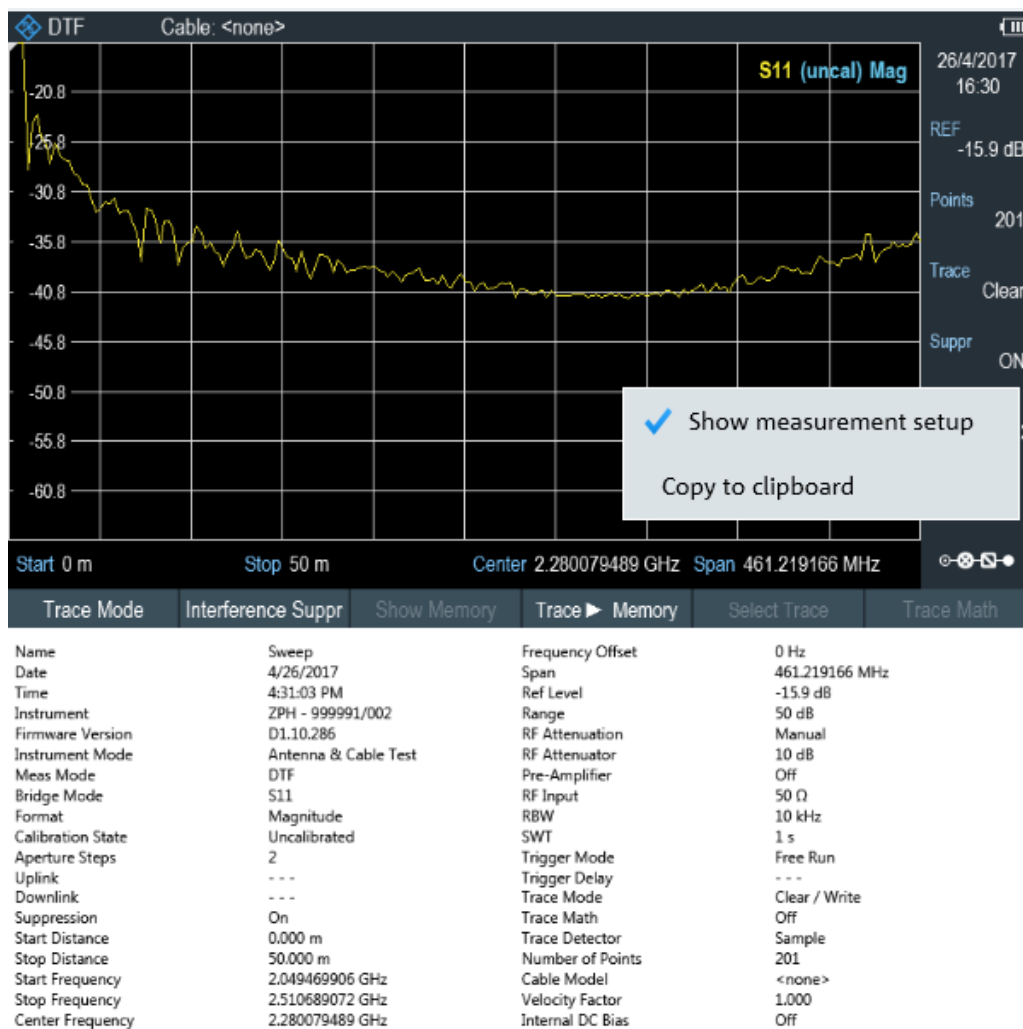 DTF Cable: <none>
S11 (uncal) Mag
26/4/2017
16:30
REF
-15.9 dB
Points
201
Trace
Clear
Suppr
ON
-20.8
-25.8
-30.8
-35.8
-40.8
-45.8
-50.8
-55.8
-60.8
Show measurement setup
Copy to clipboard
Start 0 m Stop 50 m Center 2.280079489 GHz Span 461.219166 MHz
Trace Mode Interference Suppr Show Memory Trace ► Memory Select Trace Trace Math
Name Sweep Frequency Offset 0 Hz
Date 4/26/2017 Span 461.219166 MHz
Time 4:31:03 PM Ref Level -15.9 dB
Instrument ZPH - 999991/002 Range 50 dB
Firmware Version D1.10.286 RF Attenuation Manual
Instrument Mode Antenna & Cable Test RF Attenuator 10 dB
Meas Mode DTF Pre-Amplifier Off
Bridge Mode S11 RF Input 50 Ω
Format Magnitude RBW 10 kHz
Calibration State Uncalibrated SWT 1 s
Aperture Steps 2 Trigger Mode Free Run
Uplink - - - Trigger Delay - - -
Downlink - - - Trace Mode Clear / Write
Suppression On Trace Math Off
Start Distance 0.000 m Trace Detector Sample
Stop Distance 50.000 m Number of Points 201
Start Frequency 2.049469906 GHz Cable Model <none>
Stop Frequency 2.510689072 GHz Velocity Factor 1.000
Center Frequency 2.280079489 GHz Internal DC Bias Off